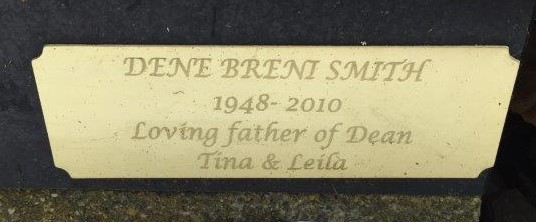 DENE BRENI SMITH
1948- 2010
Loving father of Dean
Tina & Leila